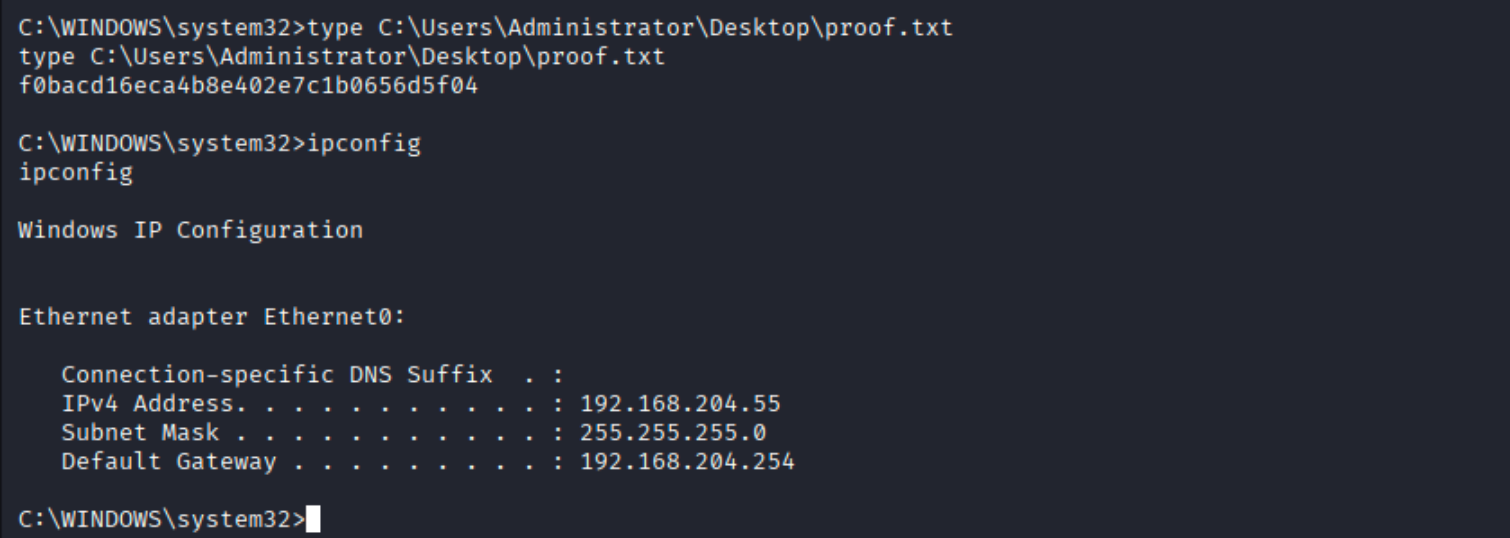 C:\WINDOWS\system32>type C:\Users\Administrator\Desktop\proof.txt
type C:\Users\Administrator\Desktop\proof.txt
f0bacd16eca4b8e402e7c1b0656d5f04
C:\WINDOWS\system32>ipconfig
ipconfig
Windows IP Configuration
Ethernet adapter Ethernet0:
   Connection-specific DNS Suffix  . :
   IPv4 Address. . . . . . . . . . . : 192.168.204.55
   Subnet Mask . . . . . . . . . . . : 255.255.255.0
   Default Gateway . . . . . . . . . : 192.168.204.254
C:\WINDOWS\system32>